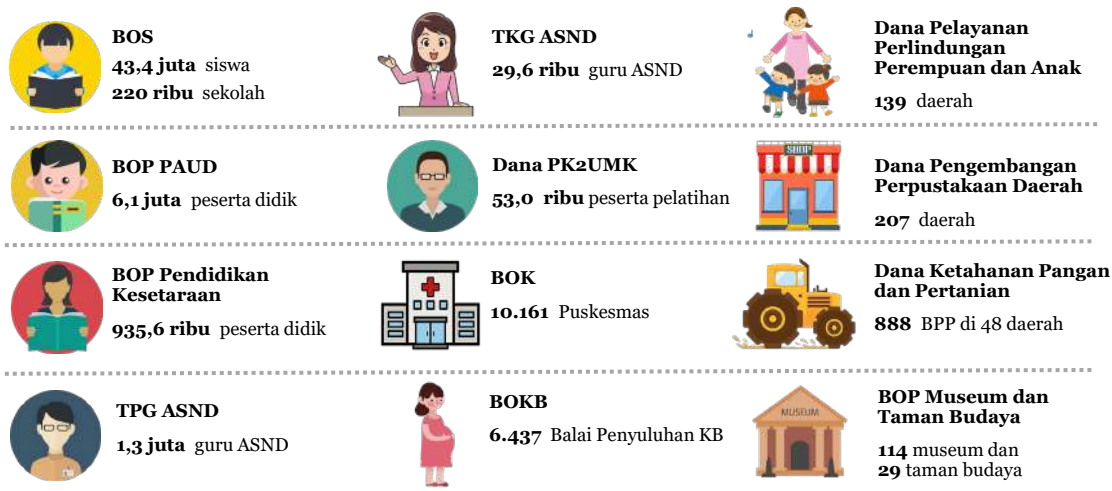 BOS
43,4 juta siswa
220 ribu sekolah
TKG ASND
29,6 ribu guru ASND
Dana Pelayanan
Perlindungan
Perempuan dan Anak
139 daerah
BOP PAUD
6,1 juta peserta didik
Dana PK2UMK
53,0 ribu peserta pelatihan
SHOP
Dana Pengembangan
Perpustakaan Daerah
207 daerah
BOP Pendidikan
Kesetaraan
935,6 ribu peserta didik
BOK
10.161 Puskesmas
Dana Ketahanan Pangan
dan Pertanian
888 BPP di 48 daerah
TPG ASND
1,3 juta guru ASND
BOKB
6.437 Balai Penyuluhan KB
MUSEUM
BOP Museum dan
Taman Budaya
114 museum dan
29 taman budaya